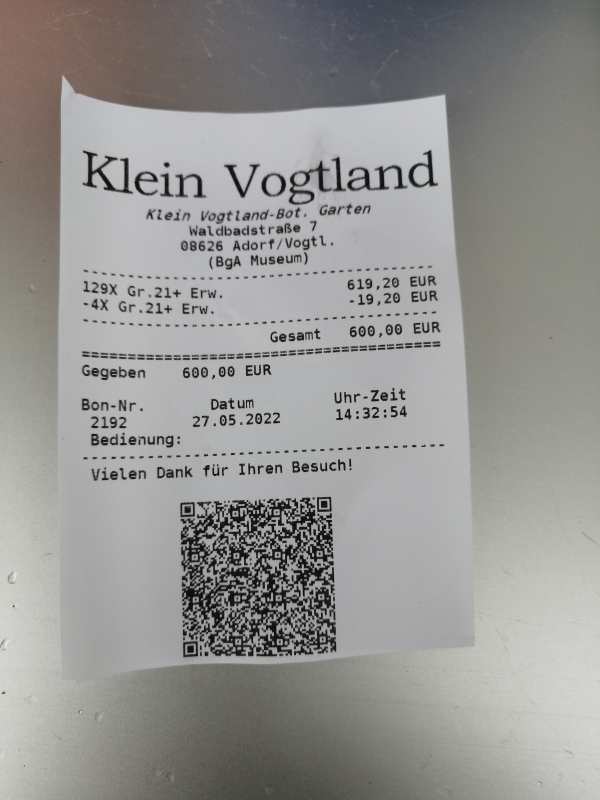 Klein Vogtland
Klein Vogtland-Bot. Garten
Waldbadstraße 7
08626 Adorf/Vogtl.
(BgA Museum)
129X Gr.21+ Erw. 619,20 EUR
-4X Gr.21+ Erw. -19,20 EUR
Gesamt 600,00 EUR
Gegeben 600,00 EUR
Bon-Nr. Datum Uhr-Zeit
2192 27.05.2022 14:32:54
Bedienung:
Vielen Dank für Ihren Besuch!